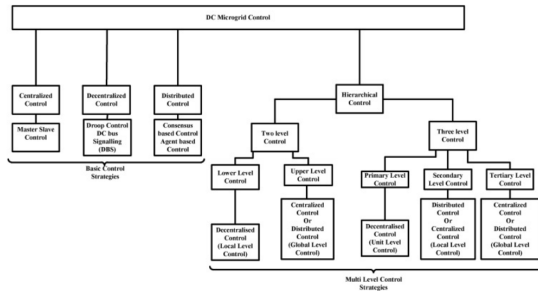 DC Microgrid Control
Centralized
Control
Decentralized
Control
Distributed
Control
Hierarchical
Control
Master Slave
Control
Droop Control
DC bus
Signalling
(DBS)
Consensus
based Control
Agent based
Control
Basic Control
Strategies
Two level
Control
Three level
Control
Lower Level
Control
Upper Level
Control
Primary Level
Control
Secondary
Level Control
Tertiary Level
Control
Decentralised
Control
(Local Level
Control)
Centralized
Control
Or
Distributed
Control
(Global Level
Control)
Decentralised
Control
(Unit Level
Control)
Distributed
Control
Or
Centralized
Control
(Local Level
Control)
Centralized
Control
Or
Distributed
Control
(Global Level
Control)
Multi Level Control
Strategies